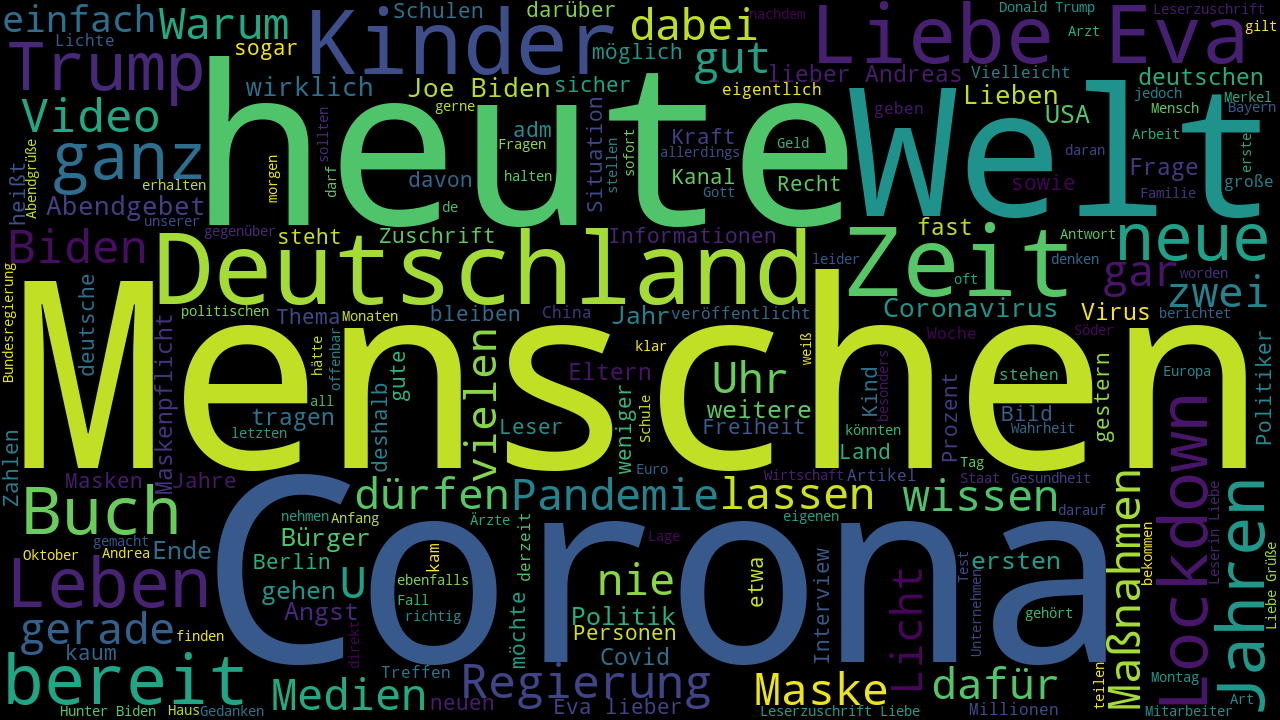 einfach
Warum
Kinder
Schulen
darüber
dabei
nachdem
Liebe
Donald Trump
Eva
Leserzuschrift
gilt
Lichte
Trump
sogar
möglich
gut
lieber Andreas
Vielleicht
Arzt
deutschen
wirklich
Joe Biden
sicher
eigentlich
Lieben
jedoch
Merkel
Video
heute
gerne
sollten
adm
Fragen
Situation
stellen
sofort
Kraft
allerdings
Geld
geben
Welt
USA
Mensch
Bayern
Arbeit
daran
erste
ganz
Abendgrüße
heißt
erhalten
morgen
darf
davon
halten
Kanal
Gott
Recht
sowie
Frage
Familie
große
Abendgebet
unserer
gegenüber
de
Biden
steht
Zuschrift
Informationen
fast
Antwort
neue
Deutschland
leider
Zeit
oft
denken
gar
worden
zwei
Bundesregierung
deutsche
politischen
Maskenpflicht
Thema
Monaten
bleiben
China
Jahr
veröffentlicht
Coronavirus
Virus
berichtet
Woche
Söder
Menschen
hätte
offenbar
gute
klar
weiß
vielen
Eltern
Uhr
Kind
besonders
stehen
gestern
Europa
Politiker
all
tragen
letzten
deshalb
Leser
weniger
Schule
weitere
Freiheit
könnten
Land
Prozent
Bild
Wahrheit
Zahlen
Masken
Jahre
Euro
Wirtschaft
Artikel
Tag
Staat
Gesundheit
Lockdown
Buch
dürfen
Pandemie
lassen
wissen
darauf
Maßnahmen
Leserin Liebe
Jahren
nehmen
Anfang
Ärzte
eigenen
Corona
Bürger
derzeit
Lage
gemacht
Oktober
Andrea
Ende
Berlin
kam
bekommen
Leben
gehen
U
ebenfalls
nie
etwa
Interview
Licht
Test
Unternehmen
ersten
Liebe Grüße
Angst
Fall
richtig
möchte
Politik
gehört
gerade
finden
Personen
kaum
direkt
Covid
bereit
Treffen
Medien
Regierung
Maske
dafür
teilen
Montag
neuen
Eva lieber
Hunter Biden
Haus
Gedanken
Leserzuschrift Liebe
Millionen
Mitarbeiter
Art